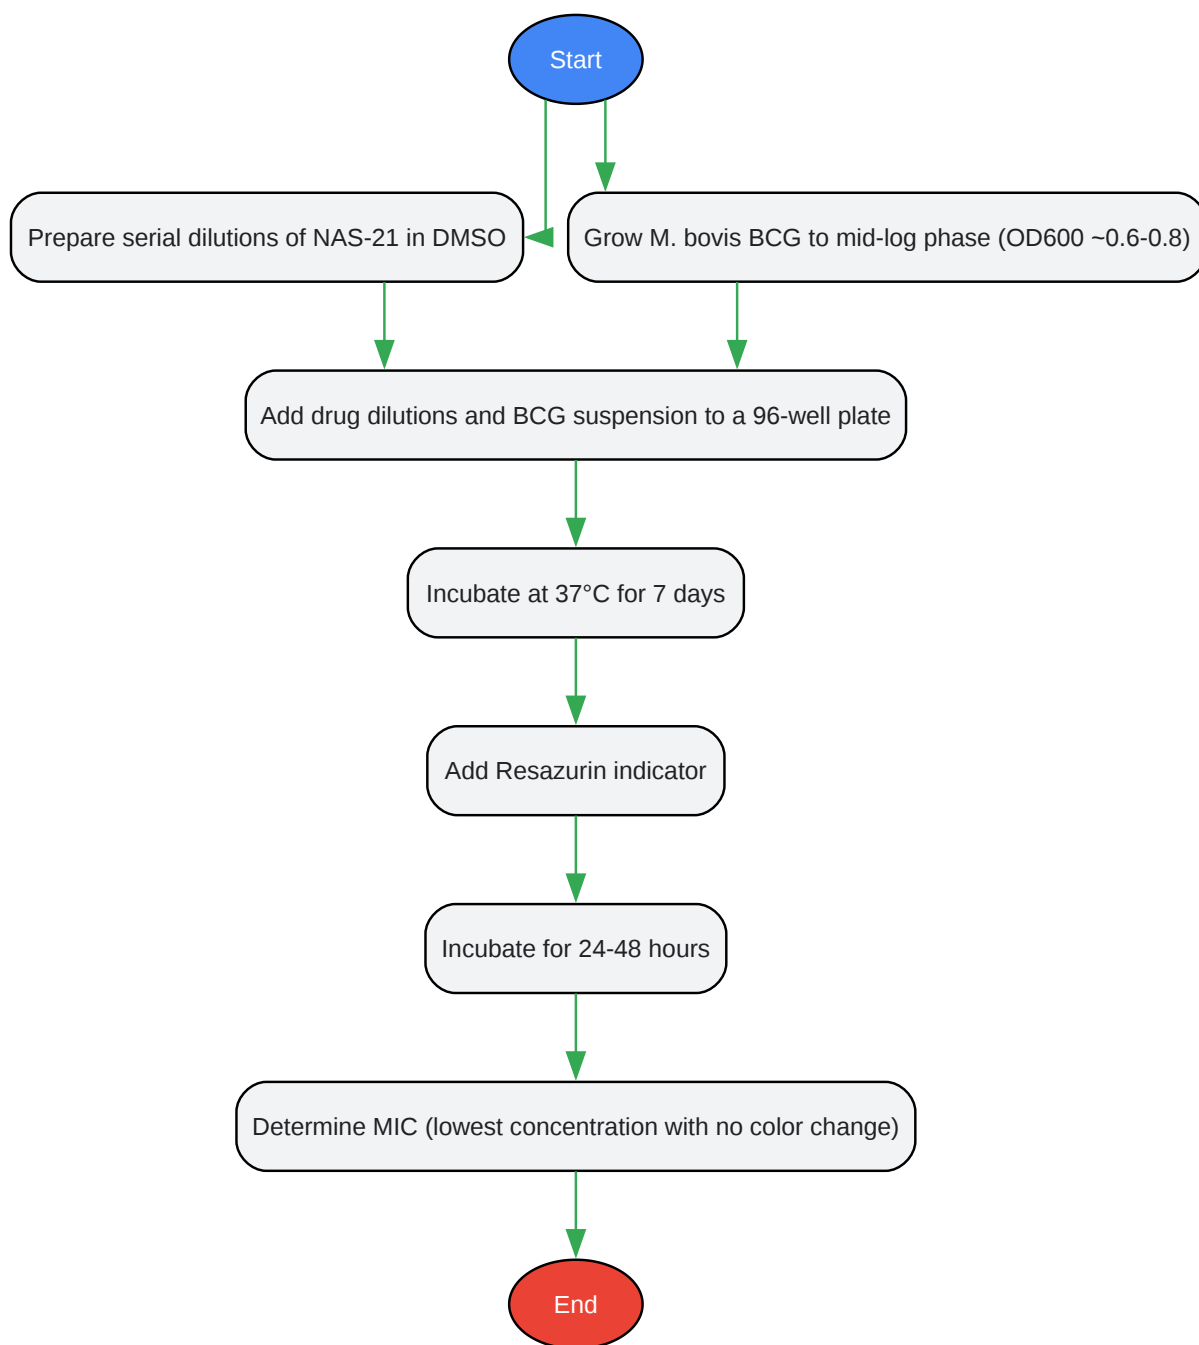 Start
Prepare serial dilutions of NAS-21 in DMSO
Grow M. bovis BCG to mid-log phase (OD600 ~0.6-0.8)
Add drug dilutions and BCG suspension to a 96-well plate
Incubate at 37°C for 7 days
Add Resazurin indicator
Incubate for 24-48 hours
Determine MIC (lowest concentration with no color change)
End